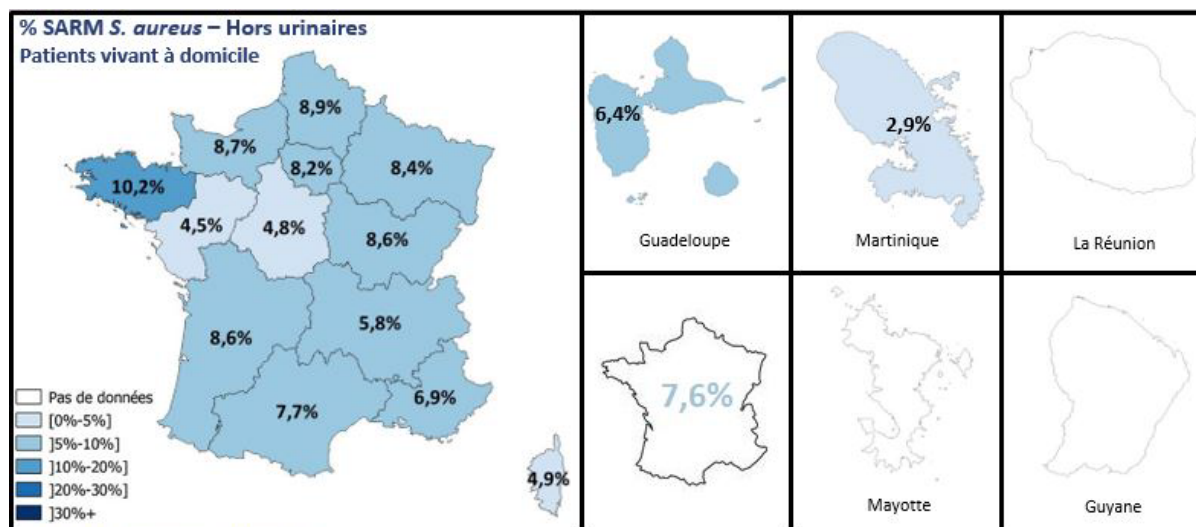 % SARM S. aureus – Hors urinaires
Patients vivant à domicile
8,9%
8,7%
8,2%
8,4%
10,2%
4,5%
4,8%
8,6%
8,6%
5,8%
7,7%
6,9%
4,9%
Pas de données
[0%-5%]
]5%-10%]
]10%-20%]
]20%-30%]
]30%+
6,4%
Guadeloupe
2,9%
Martinique
La Réunion
7,6%
Mayotte
Guyane